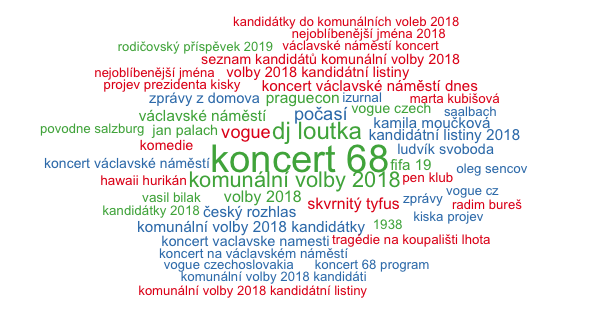 kandidátky do komunálních voleb 2018
nejoblíbenější jména 2018
rodičovský příspěvek 2019 václavské náměstí koncert
seznam kandidátů komunální volby 2018
nejoblíbenější jména volby 2018 kandidátní listiny
projev prezidenta kisky koncert václavské náměstí dnes
zprávy z domova praguecon izurnal marta kubišová
václavské náměstí počasí vogue czech saalbach
povodne salzburg jan palach vogue dj loutka kamila moučková
komedie kandidátní listiny 2018
koncert 68 ludvík svoboda
koncert václavské náměstí fifa 19 oleg sencov
hawaii hurikán komunální volby 2018 pen klub
vasil bilak volby 2018 skvrnitý tyfus zprávy vogue cz
kandidátky 2018 český rozhlas radim bureš
komunální volby 2018 kandidátky 1938 kiska projev
koncert vaclavske namesti tragédie na koupališti lhota
koncert na václavském náměstí
vogue czechoslovakia koncert 68 program
komunální volby 2018 kandidáti
komunální volby 2018 kandidátní listiny